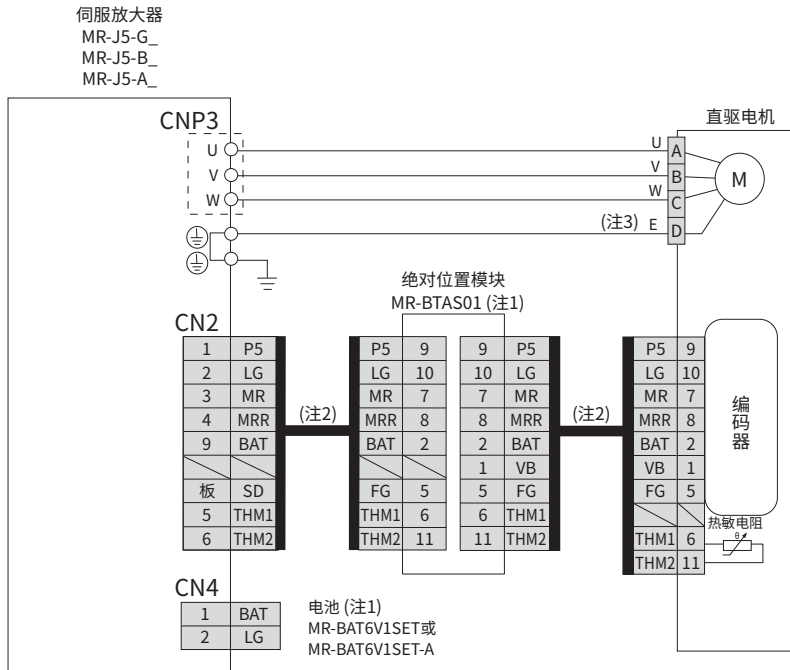 伺服放大器
MR-J5-G_
MR-J5-B_
MR-J5-A_
CNP3
直驱电机
U U A
V V B M
W W C
(注3) E D
绝对位置模块
MR-BTAS01 (注1)
CN2
1 P5 P5 9 9 P5 P5 9
2 LG LG 10 10 LG LG 10
3 MR MR 7 7 MR MR 7
4 MRR (注2) MRR 8 8 MRR (注2) MRR 8
9 BAT BAT 2 2 BAT BAT 2
1 VB VB 1
板 SD FG 5 5 FG FG 5
5 THM1 THM1 6 6 THM1
6 THM2 THM2 11 11 THM2 THM1 6
THM2 11
编码器
热敏电阻
θ
CN4
1 BAT
2 LG
电池 (注1)
MR-BAT6V1SET或
MR-BAT6V1SET-A